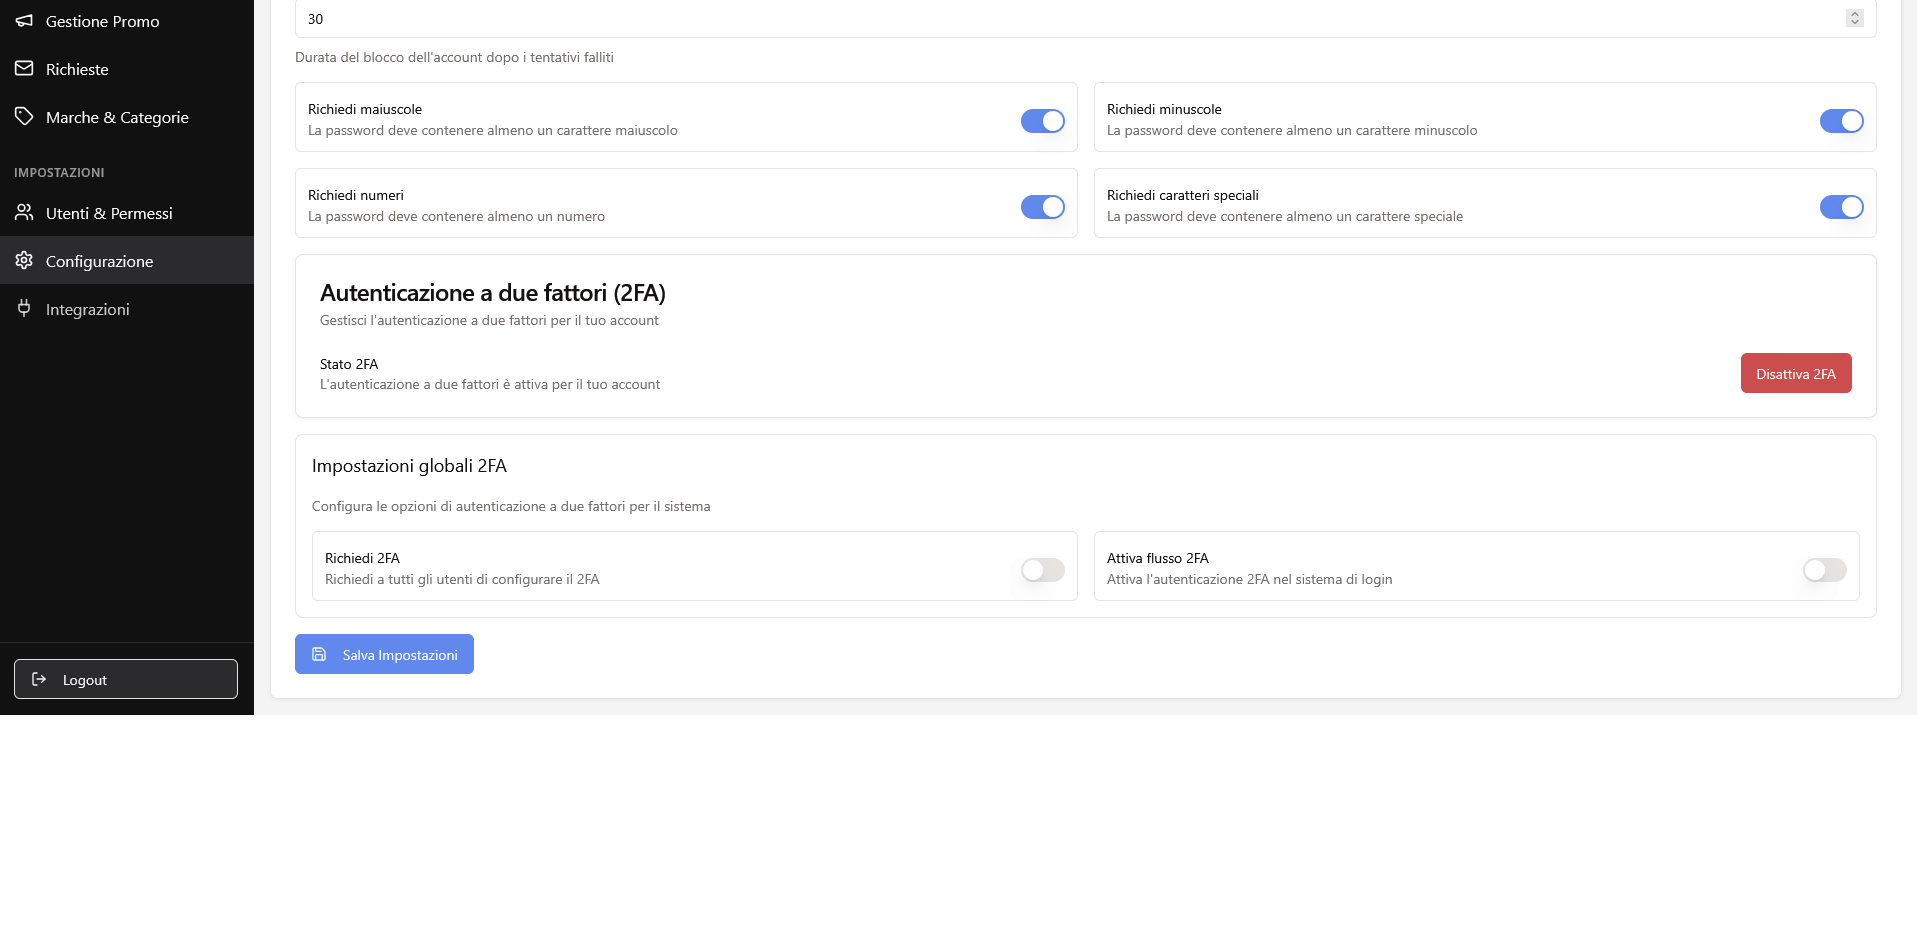 Gestione Promo
Richieste
Marche & Categorie
IMPOSTAZIONI
Utenti & Permessi
Configurazione
Integrazioni
Logout
30
Durata del blocco dell'account dopo i tentativi falliti
Richiedi maiuscole
La password deve contenere almeno un carattere maiuscolo
Richiedi minuscole
La password deve contenere almeno un carattere minuscolo
Richiedi numeri
La password deve contenere almeno un numero
Richiedi caratteri speciali
La password deve contenere almeno un carattere speciale
Autenticazione a due fattori (2FA)
Gestisci l'autenticazione a due fattori per il tuo account
Stato 2FA
L'autenticazione a due fattori è attiva per il tuo account
Disattiva 2FA
Impostazioni globali 2FA
Configura le opzioni di autenticazione a due fattori per il sistema
Richiedi 2FA
Richiedi a tutti gli utenti di configurare il 2FA
Attiva flusso 2FA
Attiva l'autenticazione 2FA nel sistema di login
Salva Impostazioni